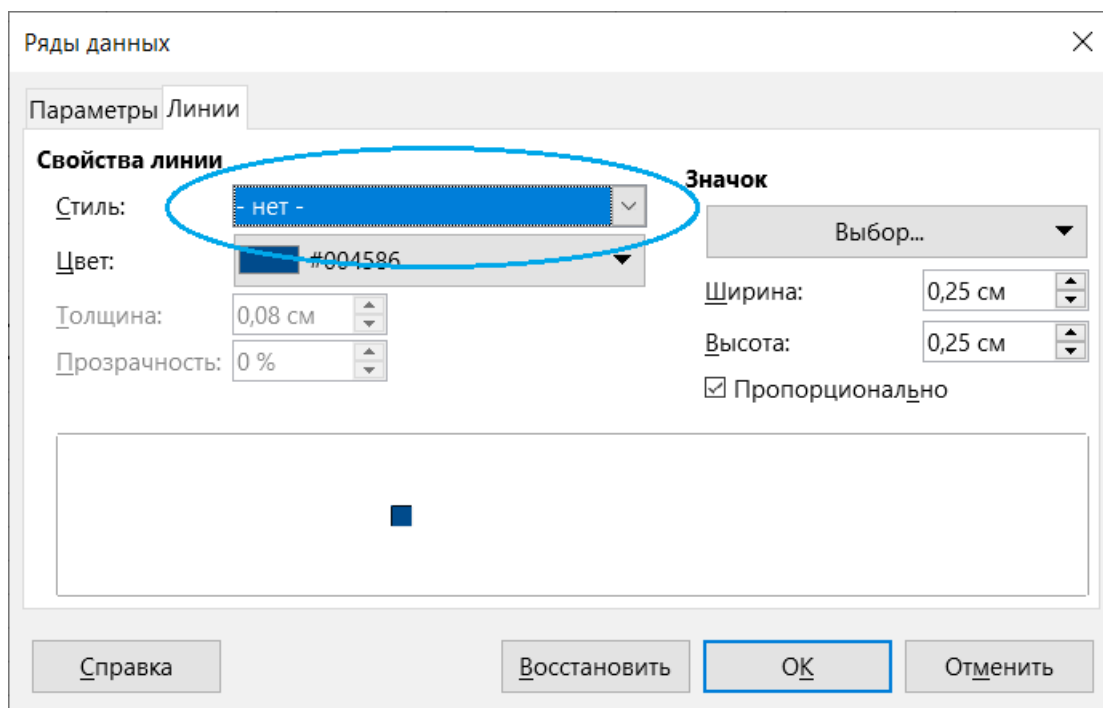 Ряды данных
Параметры Линии
Свойства линии
Стиль: - нет -
Цвет: #004586
Толщина: 0,08 см
Прозрачность: 0 %
Значок
Выбор...
Ширина: 0,25 см
Высота: 0,25 см
Пропорционально
Справка Восстановить ОК Отменить